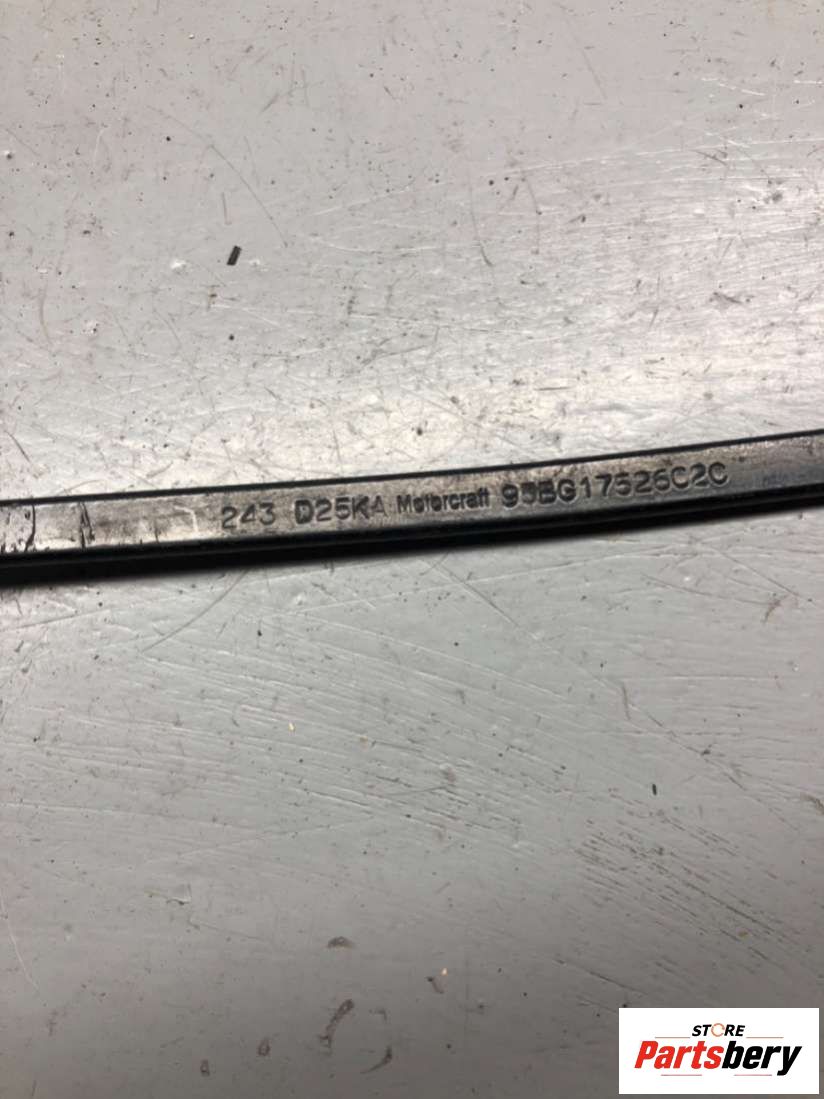 243 D25KA Motorcraft 93BG17526C2C
STORE
Partsbery